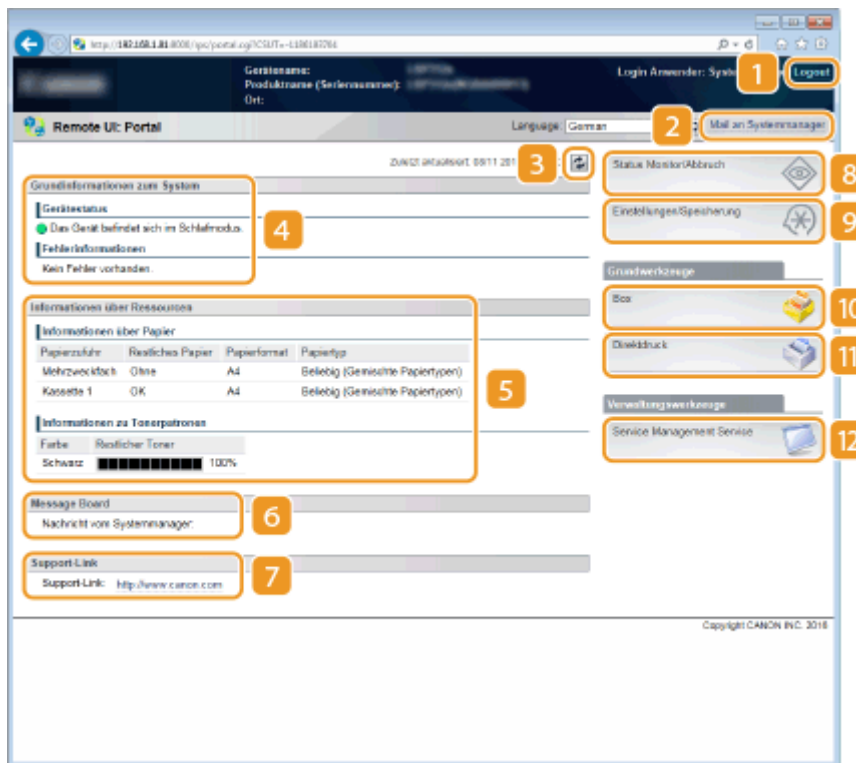 Gerätename:
Produktname (Seriennummer):
Ort:
Login Anwender:
Logout
1
Remote UI: Portal
Language: German
2
Mail an Systemmanager
Zuletzt aktualisiert:
3
Grundinformationen zum System
Gerätestatus
Das Gerät befindet sich im Schlafmodus.
Fehlerinformationen
Kein Fehler vorhanden.
4
Informationen über Ressourcen
Informationen über Papier
Papierzufuhr Restliches Papier Papierformat Papiertyp
Mehrzweckfach Ohne A4 Beliebig (Gemischte Papiertypen)
Kassette 1 OK A4 Beliebig (Gemischte Papiertypen)
5
Informationen zu Tonerpatronen
Farbe Restlicher Toner
Schwarz 100%
Message Board
Nachricht vom Systemmanager:
6
Support-Link
Support-Link: http://www.canon.com
7
Status Monitor/Abbruch
8
Einstellungen/Speicherung
9
Grundwerkzeuge
Box
10
Direktdruck
11
Verwaltungswerkzeuge
Service Management Service
12
Copyright CANON INC. 2016